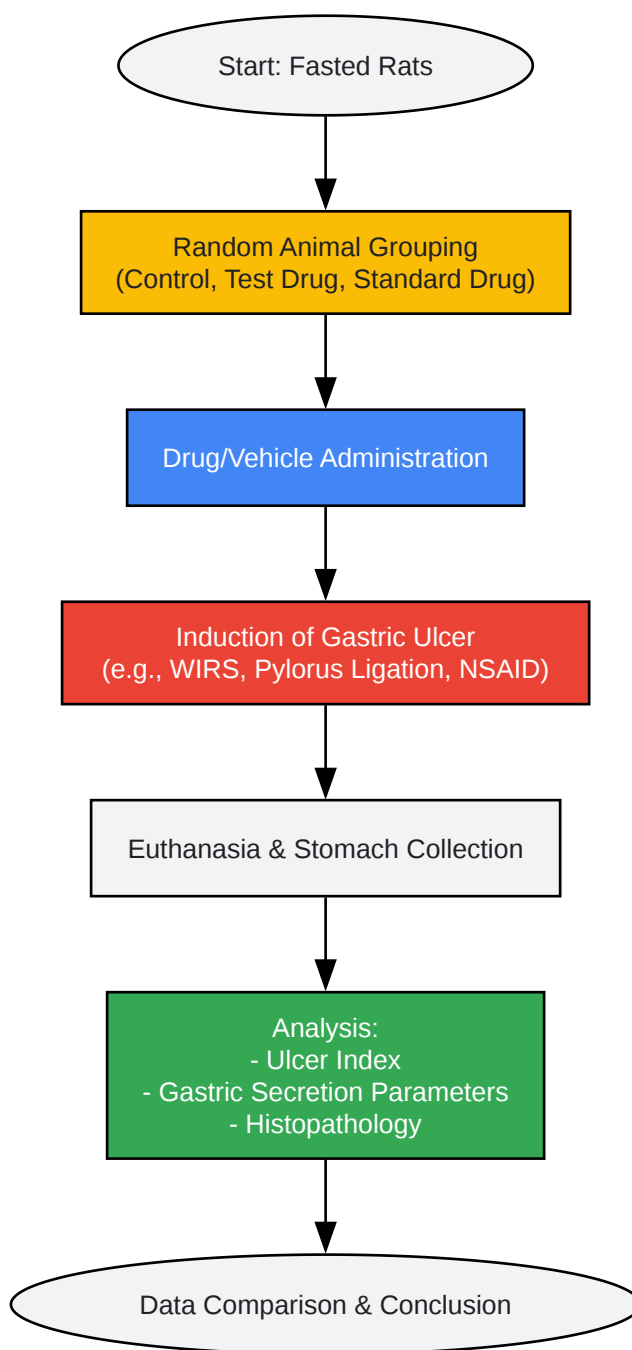 Start: Fasted Rats
Random Animal Grouping
(Control, Test Drug, Standard Drug)
Drug/Vehicle Administration
Induction of Gastric Ulcer
(e.g., WIRS, Pylorus Ligation, NSAID)
Euthanasia & Stomach Collection
Analysis:
- Ulcer Index
- Gastric Secretion Parameters
- Histopathology
Data Comparison & Conclusion